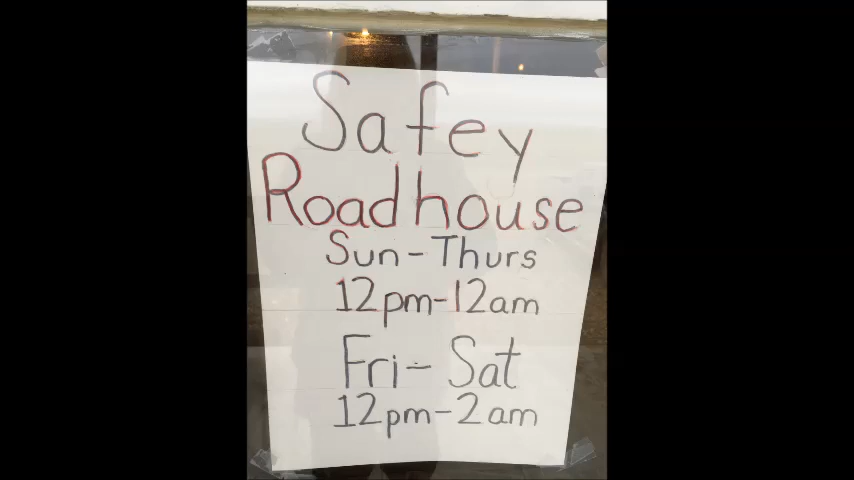 Safey
Roadhouse
Sun-Thurs
12pm-12am
Fri-Sat
12pm-2am